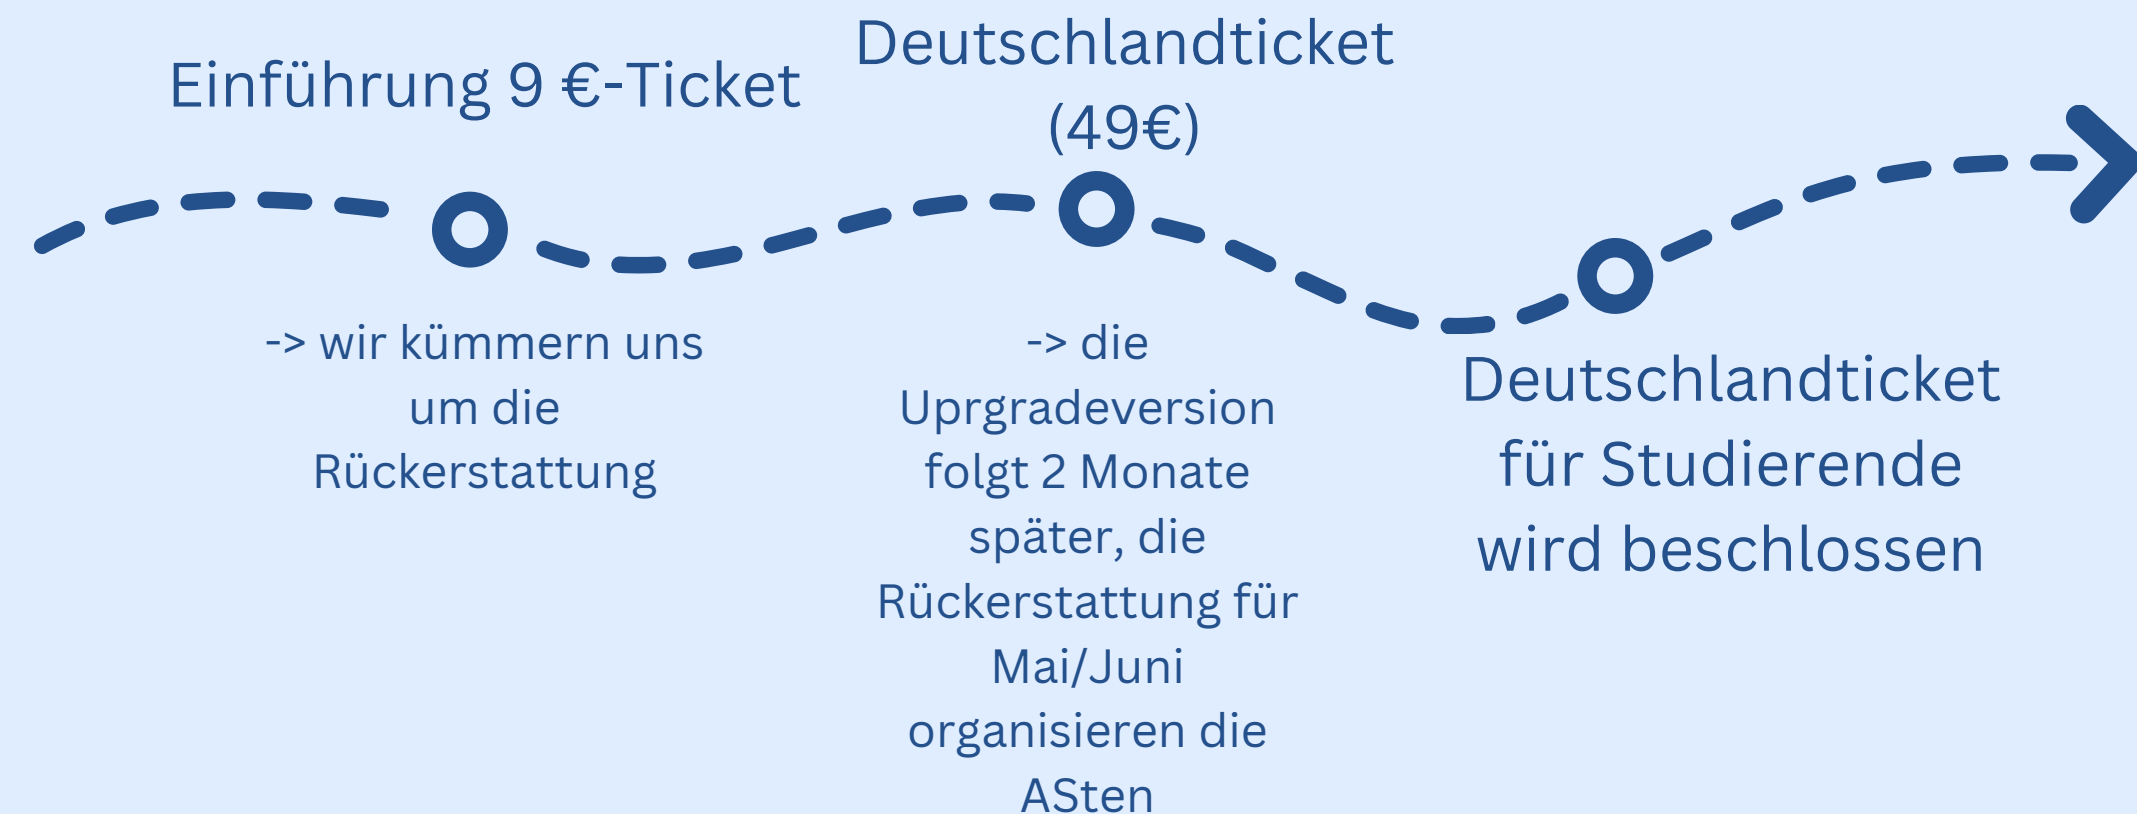 Einführung 9 €-Ticket
-> wir kümmern uns
um die
Rückerstattung
Deutschlandticket
(49€)
-> die
Uprgradeversion
folgt 2 Monate
später, die
Rückerstattung für
Mai/Juni
organisieren die
ASten
Deutschlandticket
für Studierende
wird beschlossen